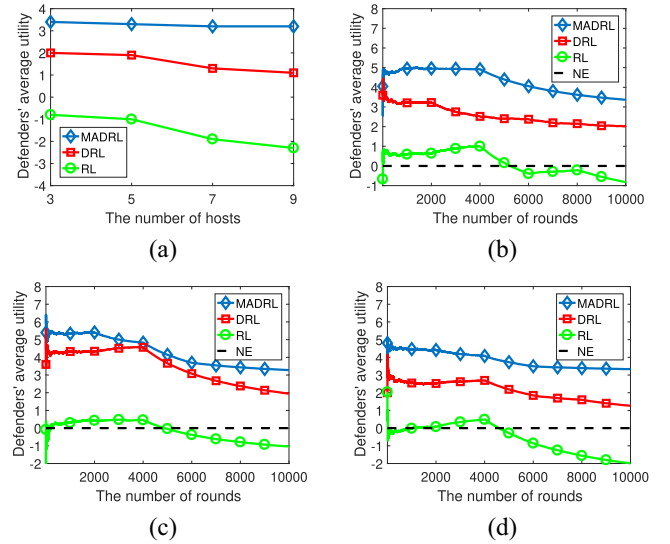 4
3
2
1
0
-1
-2
-3
-4
Defenders' average utility
MADRL
DRL
RL
3
5
7
9
The number of hosts
(a)
8
7
6
5
4
3
2
1
0
-1
Defenders' average utility
MADRL
DRL
RL
NE
2000
4000
6000
8000
10000
The number of rounds
(b)
8
7
6
5
4
3
2
1
0
-1
-2
Defenders' average utility
MADRL
DRL
RL
NE
0
2000
4000
6000
8000
10000
The number of rounds
(c)
8
7
6
5
4
3
2
1
0
-1
-2
Defenders' average utility
MADRL
DRL
RL
NE
0
2000
4000
6000
8000
10000
The number of rounds
(d)